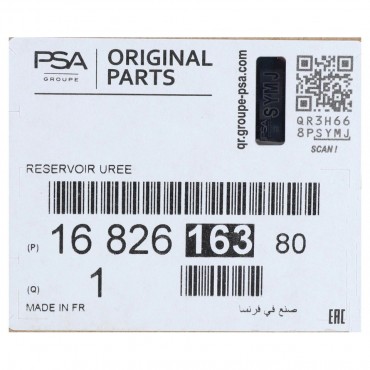 PSA
GROUPE
ORIGINAL
PARTS
qr.groupe-psa.com
SYMJ
QR3H66
8PSYMJ
SCAN!
RESERVOIR UREE
(P) 16 826 163 80
(Q) 1
MADE IN FR
صنع في فرنسا
EAC